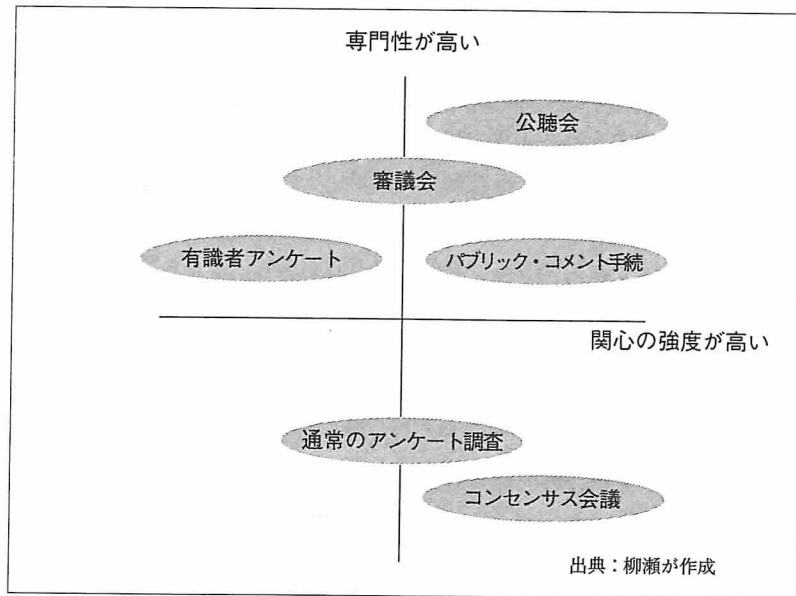 専門性が高い
公聴会
審議会
有識者アンケート
パブリック・コメント手続
関心の強度が高い
通常のアンケート調査
コンセンサス会議
出典：柳瀬が作成